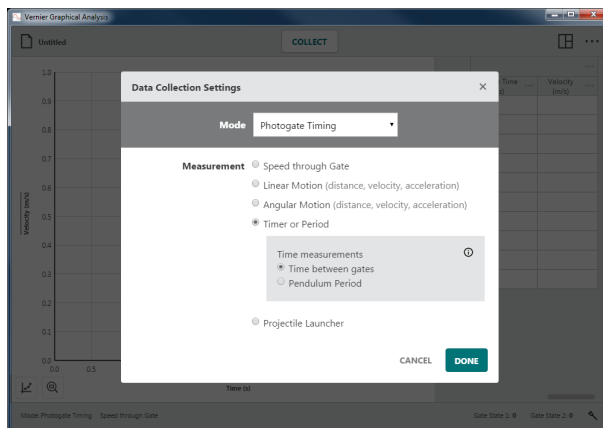 Vernier Graphical Analysis
Untitled
COLLECT
Data Collection Settings
Mode Photogate Timing
Measurement Speed through Gate
Linear Motion (distance, velocity, acceleration)
Angular Motion (distance, velocity, acceleration)
Timer or Period
Time measurements
Time between gates
Pendulum Period
Projectile Launcher
CANCEL DONE
Time Velocity
(m/s)
1.0
0.9
0.8
0.7
0.6
0.5
0.4
0.3
0.2
0.1
0.0
Velocity (m/s)
0.0 0.5
Time (s)
Mode: Photogate Timing Speed through Gate Gate State 1: 0 Gate State 2: 0